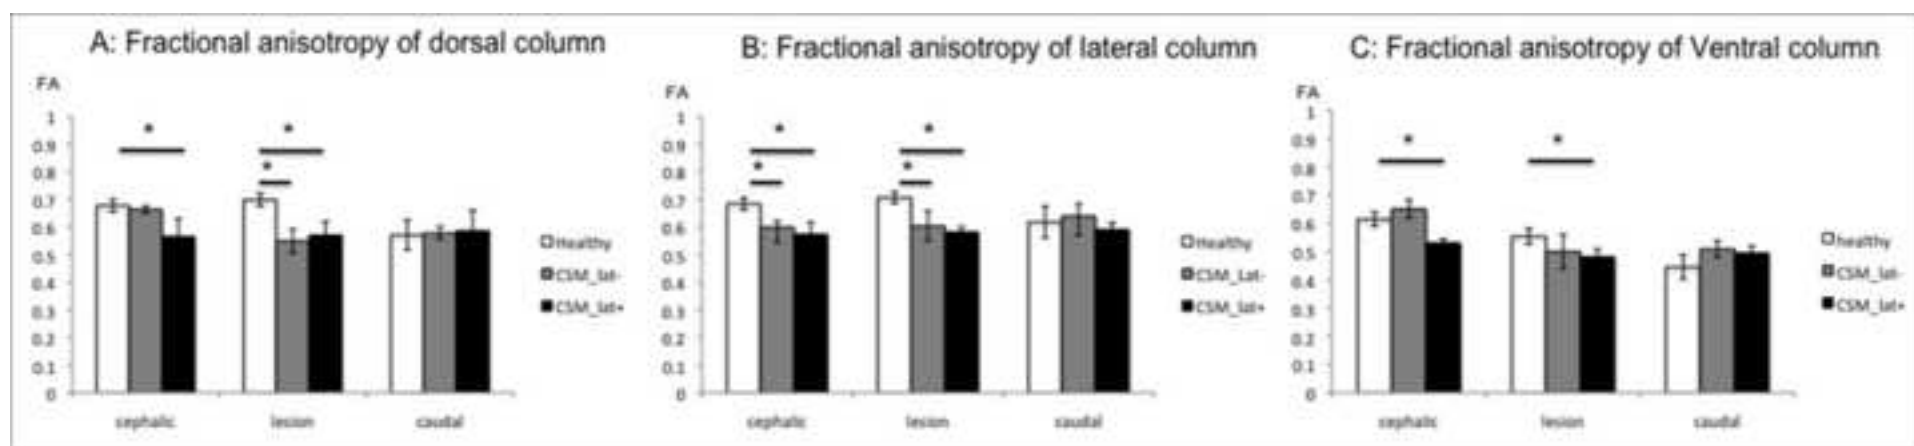 A: Fractional anisotropy of dorsal column
FA
1
0.9
0.8
0.7
0.6
0.5
0.4
0.3
0.2
0.1
0
*
*
*
cephalic
lesion
caudal
Healthy
CSM_lat-
CSM_lat+
B: Fractional anisotropy of lateral column
FA
1
0.9
0.8
0.7
0.6
0.5
0.4
0.3
0.2
0.1
0
*
*
*
*
cephalic
lesion
caudal
Healthy
CSM_Lat-
CSM_lat+
C: Fractional anisotropy of Ventral column
FA
1
0.9
0.8
0.7
0.6
0.5
0.4
0.3
0.2
0.1
0
*
*
cephalic
lesion
caudal
healthy
CSM_lat-
CSM_lat+